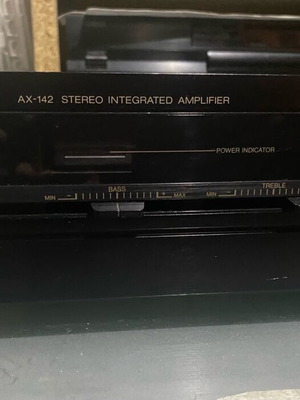 AX-142 STEREO INTEGRATED AMPLIFIER
POWER INDICATOR
BASS TREBLE
MIN − + MAX MIN −